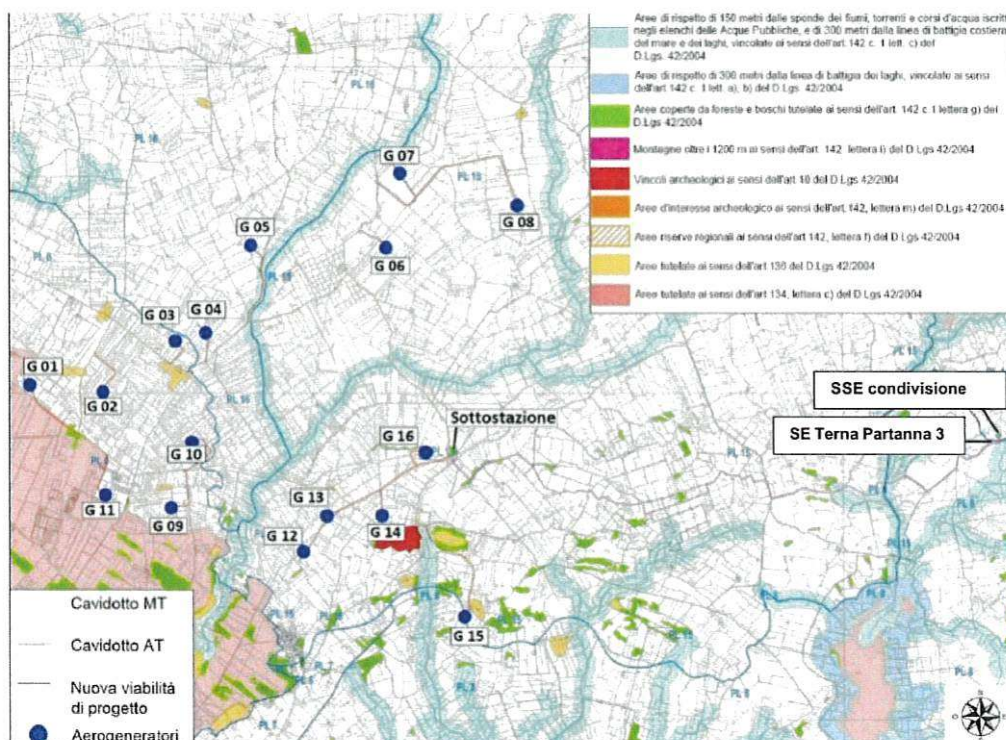 Aree di rispetto di 150 metri dalle sponde dei fiumi, torrenti e corsi d'acqua iscritt
negli elenchi delle Acque Pubbliche, e di 300 metri dalla linea di battigia costiera
del mare e dei laghi, vincolate ai sensi dell'art. 142 c. 1 lett. c) del
D.Lgs. 42/2004
Aree di rispetto di 300 metri dalla linea di battigia dei laghi, vincolate ai sensi
dell'art 142 c. 1 lett. a), b) del D.Lgs. 42/2004
Aree coperte da foreste e boschi tutelate ai sensi dell'art. 142 c 1 lettera g) del
D.Lgs 42/2004
Montagne oltre i 1200 m ai sensi dell'art. 142, lettera i) del D.Lgs 42/2004
Vincoli archeologici ai sensi dell'art 10 del D.Lgs 42/2004
Aree d'interesse archeologico ai sensi dell'art. 142, lettera m) del D.Lgs 42/2004
Aree riserve regionali ai sensi dell'art 142, lettera f) del D.Lgs 42/2004
Aree tutelate ai sensi dell'art 136 del D.Lgs 42/2004
Aree tutelate ai sensi dell'art 134, lettera c) del D.Lgs 42/2004
G 07
G 08
G 05
G 06
G 03
G 04
G 01
G 02
SSE condivisione
SE Terna Partanna 3
Sottostazione
G 16
G 10
G 13
G 11
G 09
G 14
G 12
G 15
Cavidotto MT
Cavidotto AT
Nuova viabilità
di progetto
Aerogeneratori